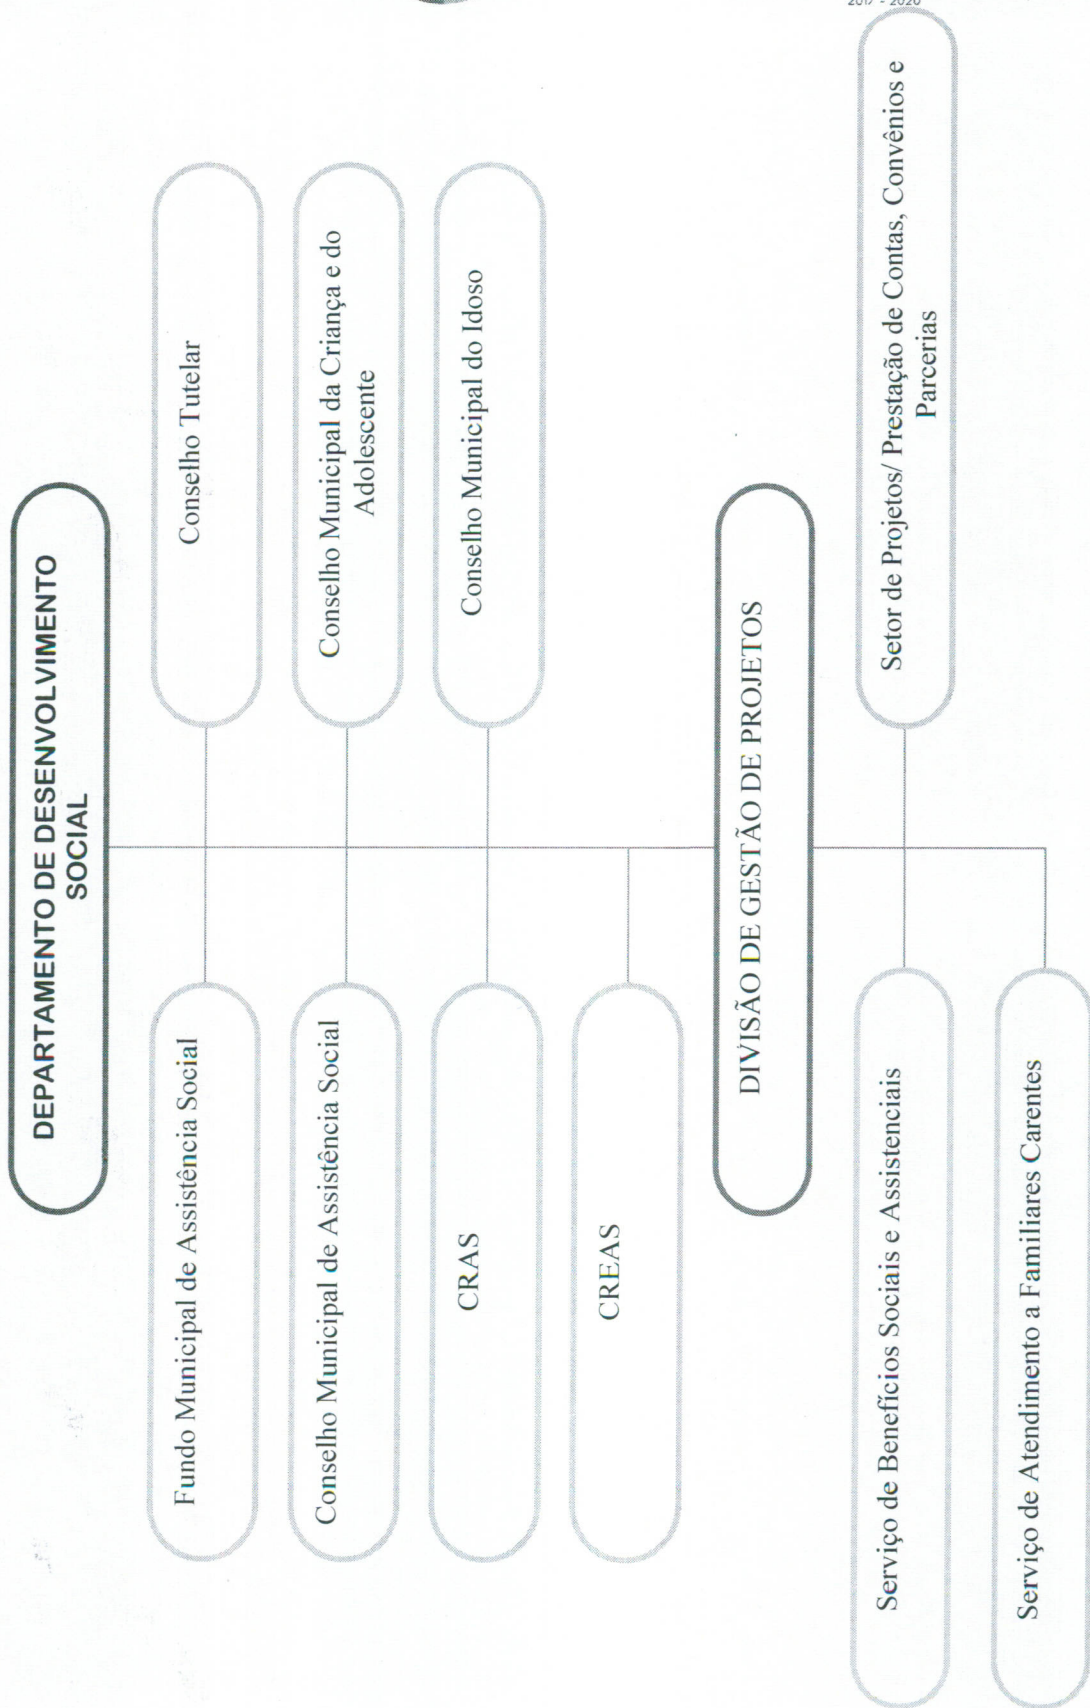 DEPARTAMENTO DE DESENVOLVIMENTO
SOCIAL
Fundo Municipal de Assistência Social
Conselho Tutelar
Conselho Municipal de Assistência Social
Conselho Municipal da Criança e do
Adolescente
CRAS
Conselho Municipal do Idoso
CREAS
DIVISÃO DE GESTÃO DE PROJETOS
Serviço de Benefícios Sociais e Assistenciais
Setor de Projetos/ Prestação de Contas, Convênios e
Parcerias
Serviço de Atendimento a Familiares Carentes
2017 - 2020